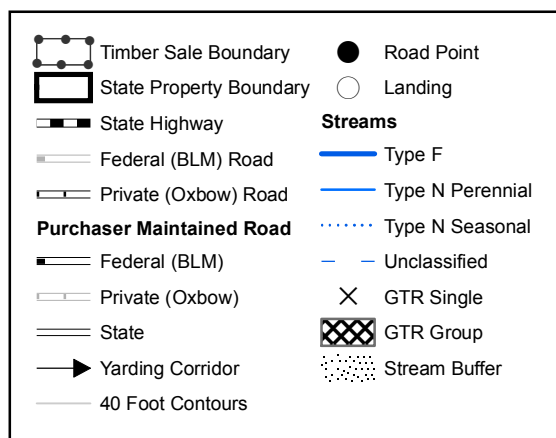 Timber Sale Boundary
State Property Boundary
State Highway
Federal (BLM) Road
Private (Oxbow) Road
Purchaser Maintained Road
Federal (BLM)
Private (Oxbow)
State
Yarding Corridor
40 Foot Contours
Road Point
Landing
Streams
Type F
Type N Perennial
Type N Seasonal
Unclassified
GTR Single
GTR Group
Stream Buffer